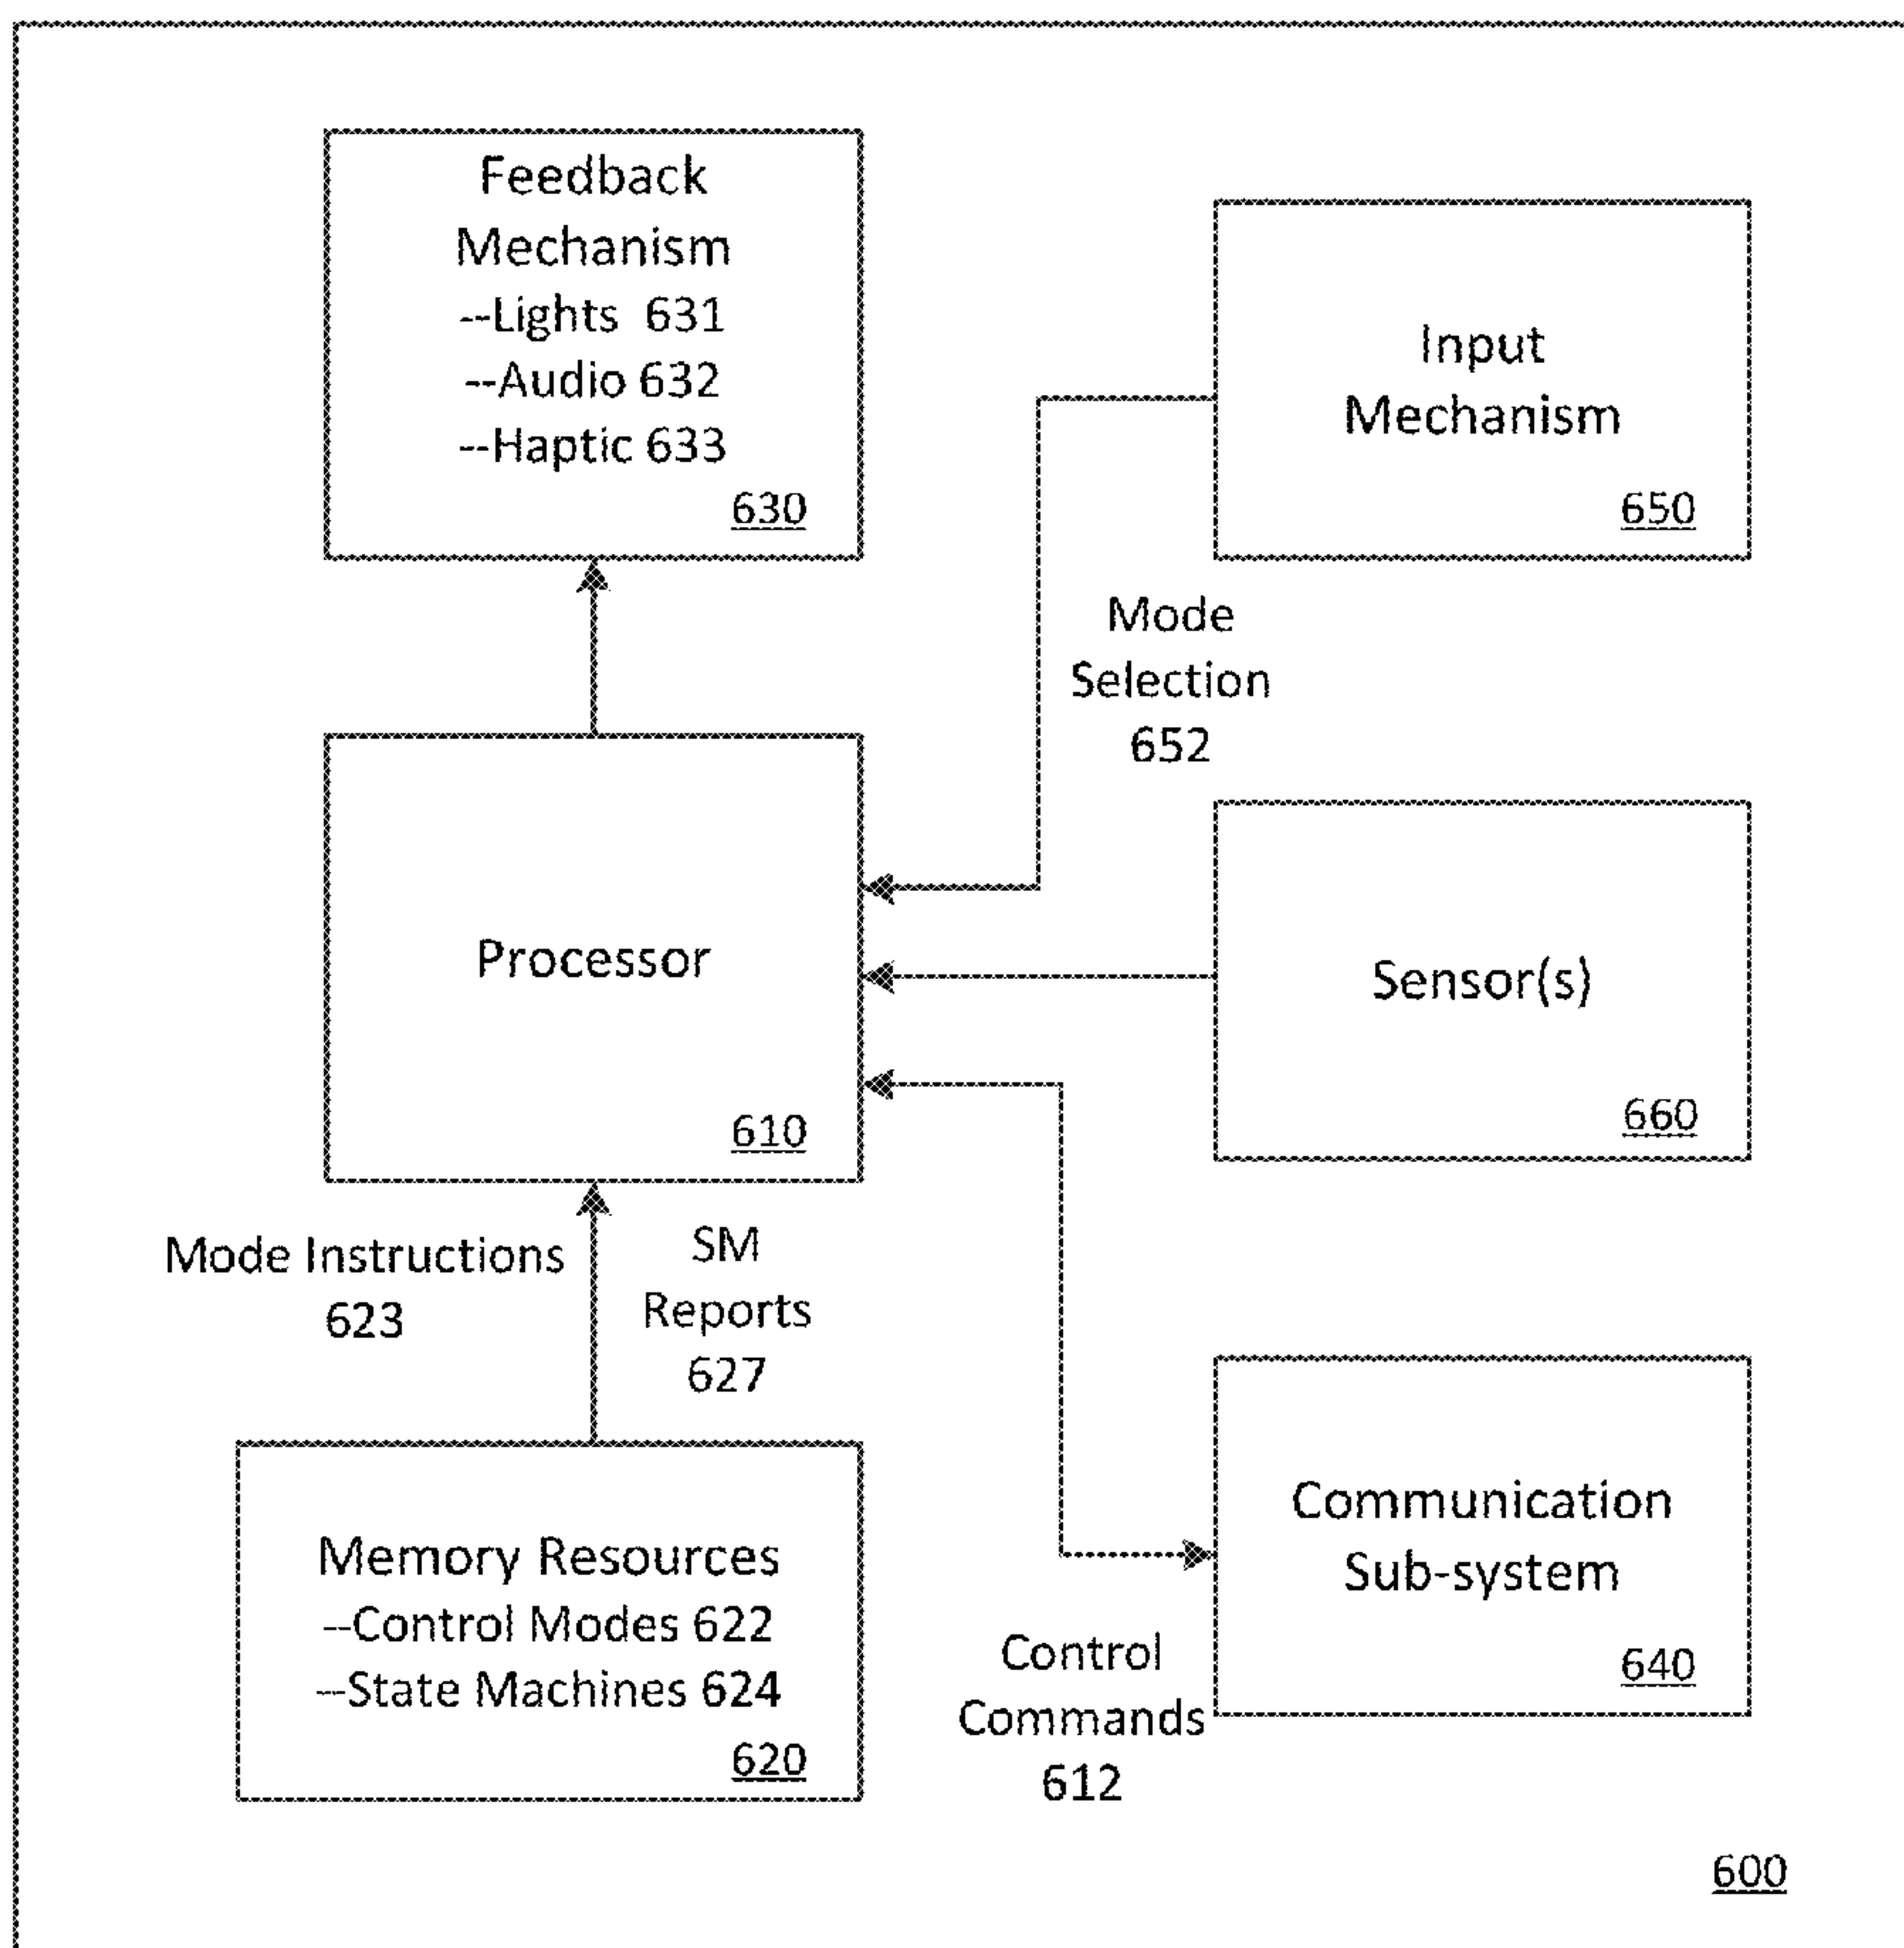 Feedback
Mechanism
--Lights 631
--Audio 632
--Haptic 633
630
Input
Mechanism
650
Mode
Selection
652
Processor
610
Sensor(s)
660
Mode Instructions
623
SM
Reports
627
Memory Resources
--Control Modes 622
--State Machines 624
620
Communication
Sub-system
640
Control
Commands
612
600